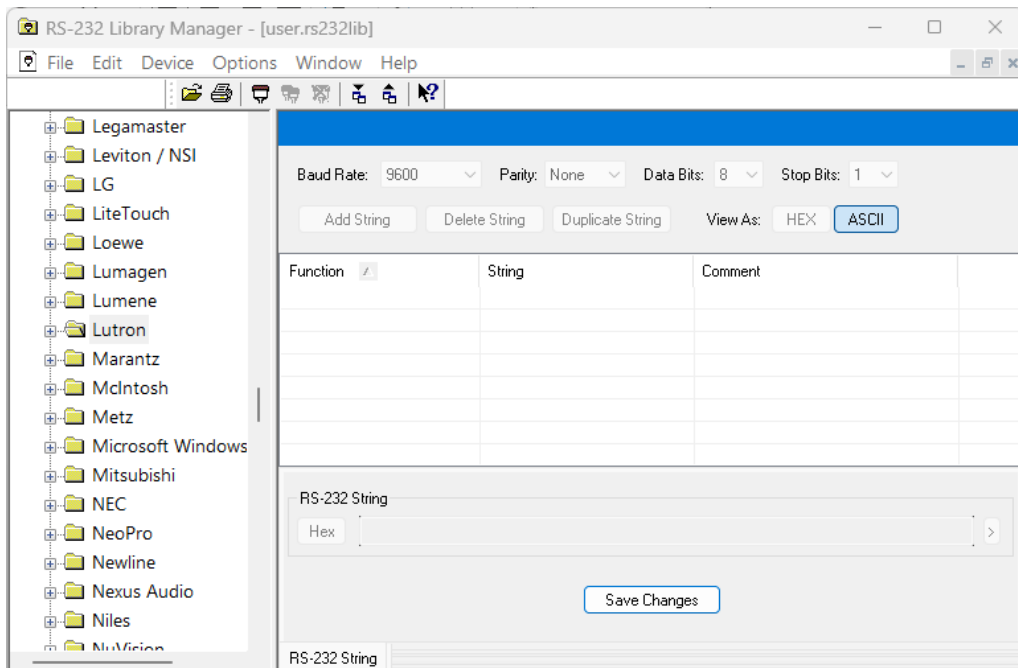 RS-232 Library Manager - [user.rs232lib]
File Edit Device Options Window Help
Legamaster
Leviton / NSI
LG
LiteTouch
Loewe
Lumagen
Lumene
Lutron
Marantz
McIntosh
Metz
Microsoft Windows
Mitsubishi
NEC
NeoPro
Newline
Nexus Audio
Niles
NuVision
Baud Rate: 9600 Parity: None Data Bits: 8 Stop Bits: 1
Add String Delete String Duplicate String View As: HEX ASCII
Function / String Comment
RS-232 String
Hex >
Save Changes
RS-232 String